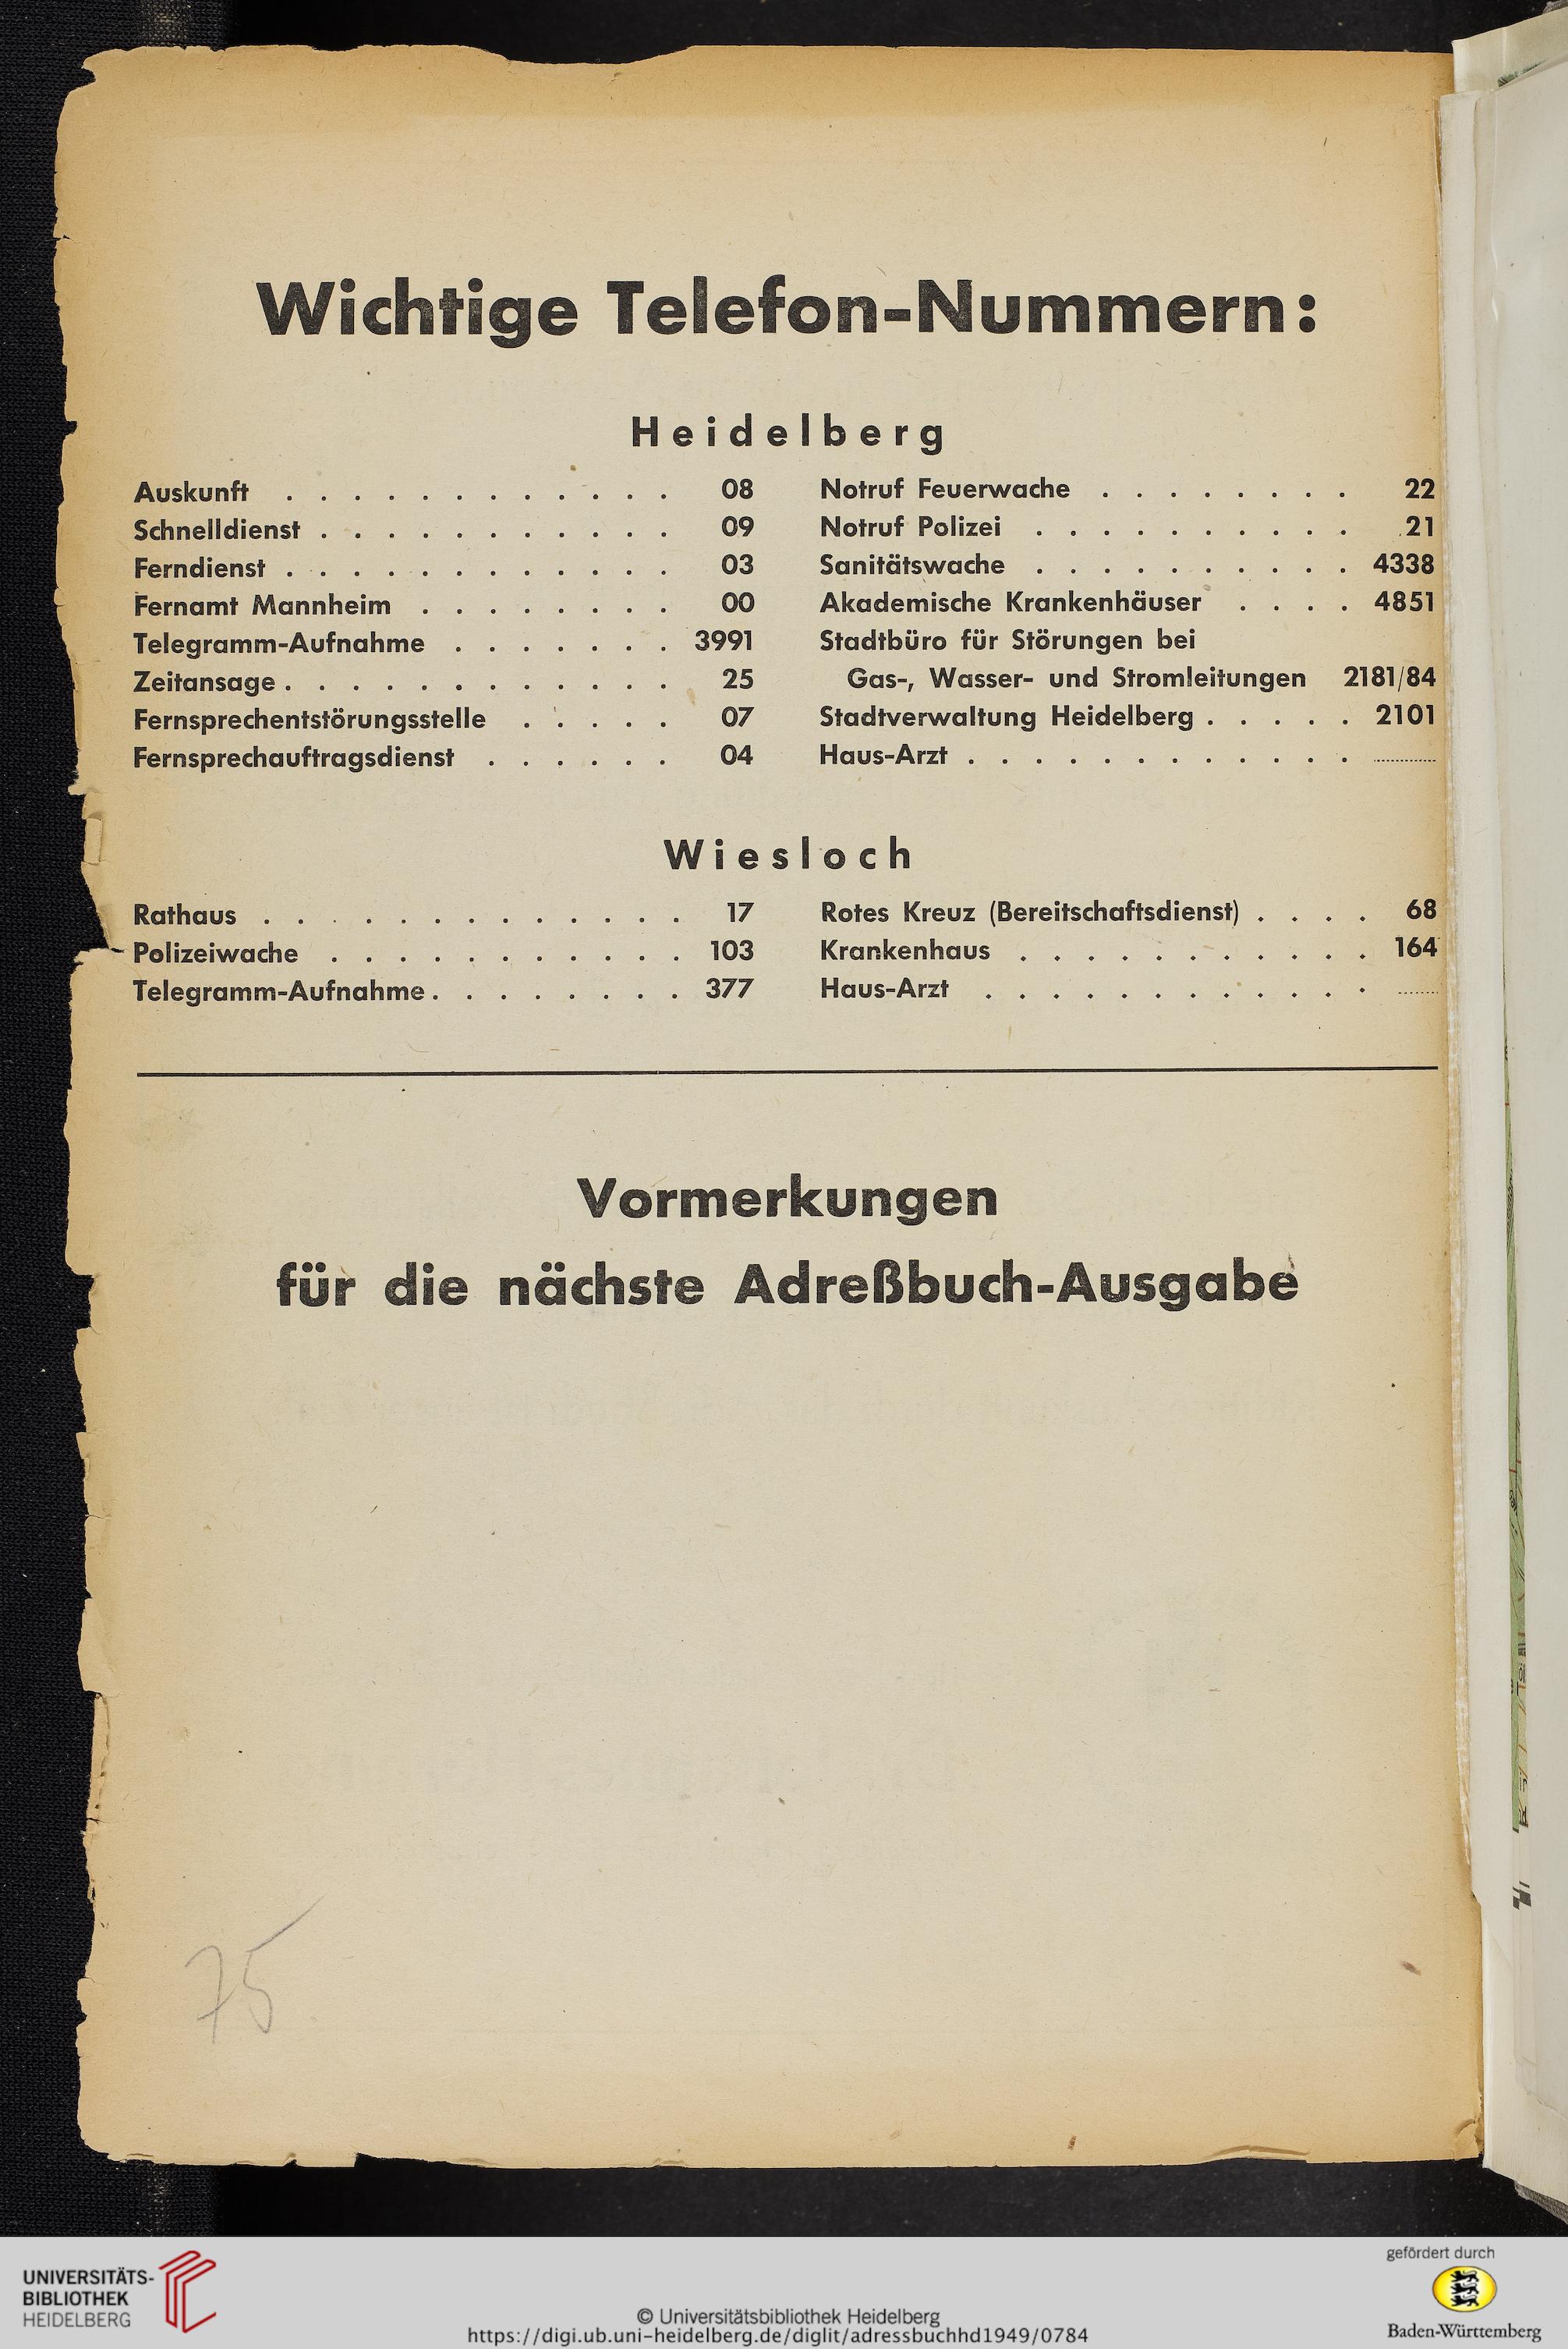 Wichtige Telefon-Nummern:
Heidelberg
Auskunft . . . . . . . . . . . . 08
Schnelldienst . . . . . . . . . . . 09
Ferndienst . . . . . . . . . . . . 03
Fernamt Mannheim . . . . . . . . 00
Telegramm-Aufnahme . . . . . . . 3991
Zeitansage . . . . . . . . . . . . 25
Fernsprechentstörungsstelle . . . . . 07
Fernsprechauftragsdienst . . . . . . 04
Notruf Feuerwache . . . . . . . . 22
Notruf Polizei . . . . . . . . . . 21
Sanitätswache . . . . . . . . . . 4338
Akademische Krankenhäuser . . . . 4851
Stadtbüro für Störungen bei
Gas-, Wasser- und Stromleitungen 2181/84
Stadtverwaltung Heidelberg . . . . . 2101
Haus-Arzt . . . . . . . . . . . .
Wiesloch
Rathaus . . . . . . . . . . . . . 17
Polizeiwache . . . . . . . . . . . 103
Telegramm-Aufnahme . . . . . . . . 377
Rotes Kreuz (Bereitschaftsdienst) . . . . 68
Krankenhaus . . . . . . . . . . . 164
Haus-Arzt . . . . . . . . . . . .
Vormerkungen
für die nächste Adreßbuch-Ausgabe
75
UNIVERSITÄTS-
BIBLIOTHEK
HEIDELBERG
© Universitätsbibliothek Heidelberg
https://digi.ub.uni-heidelberg.de/diglit/adressbuchhd1949/0784
gefördert durch
Baden-Württemberg